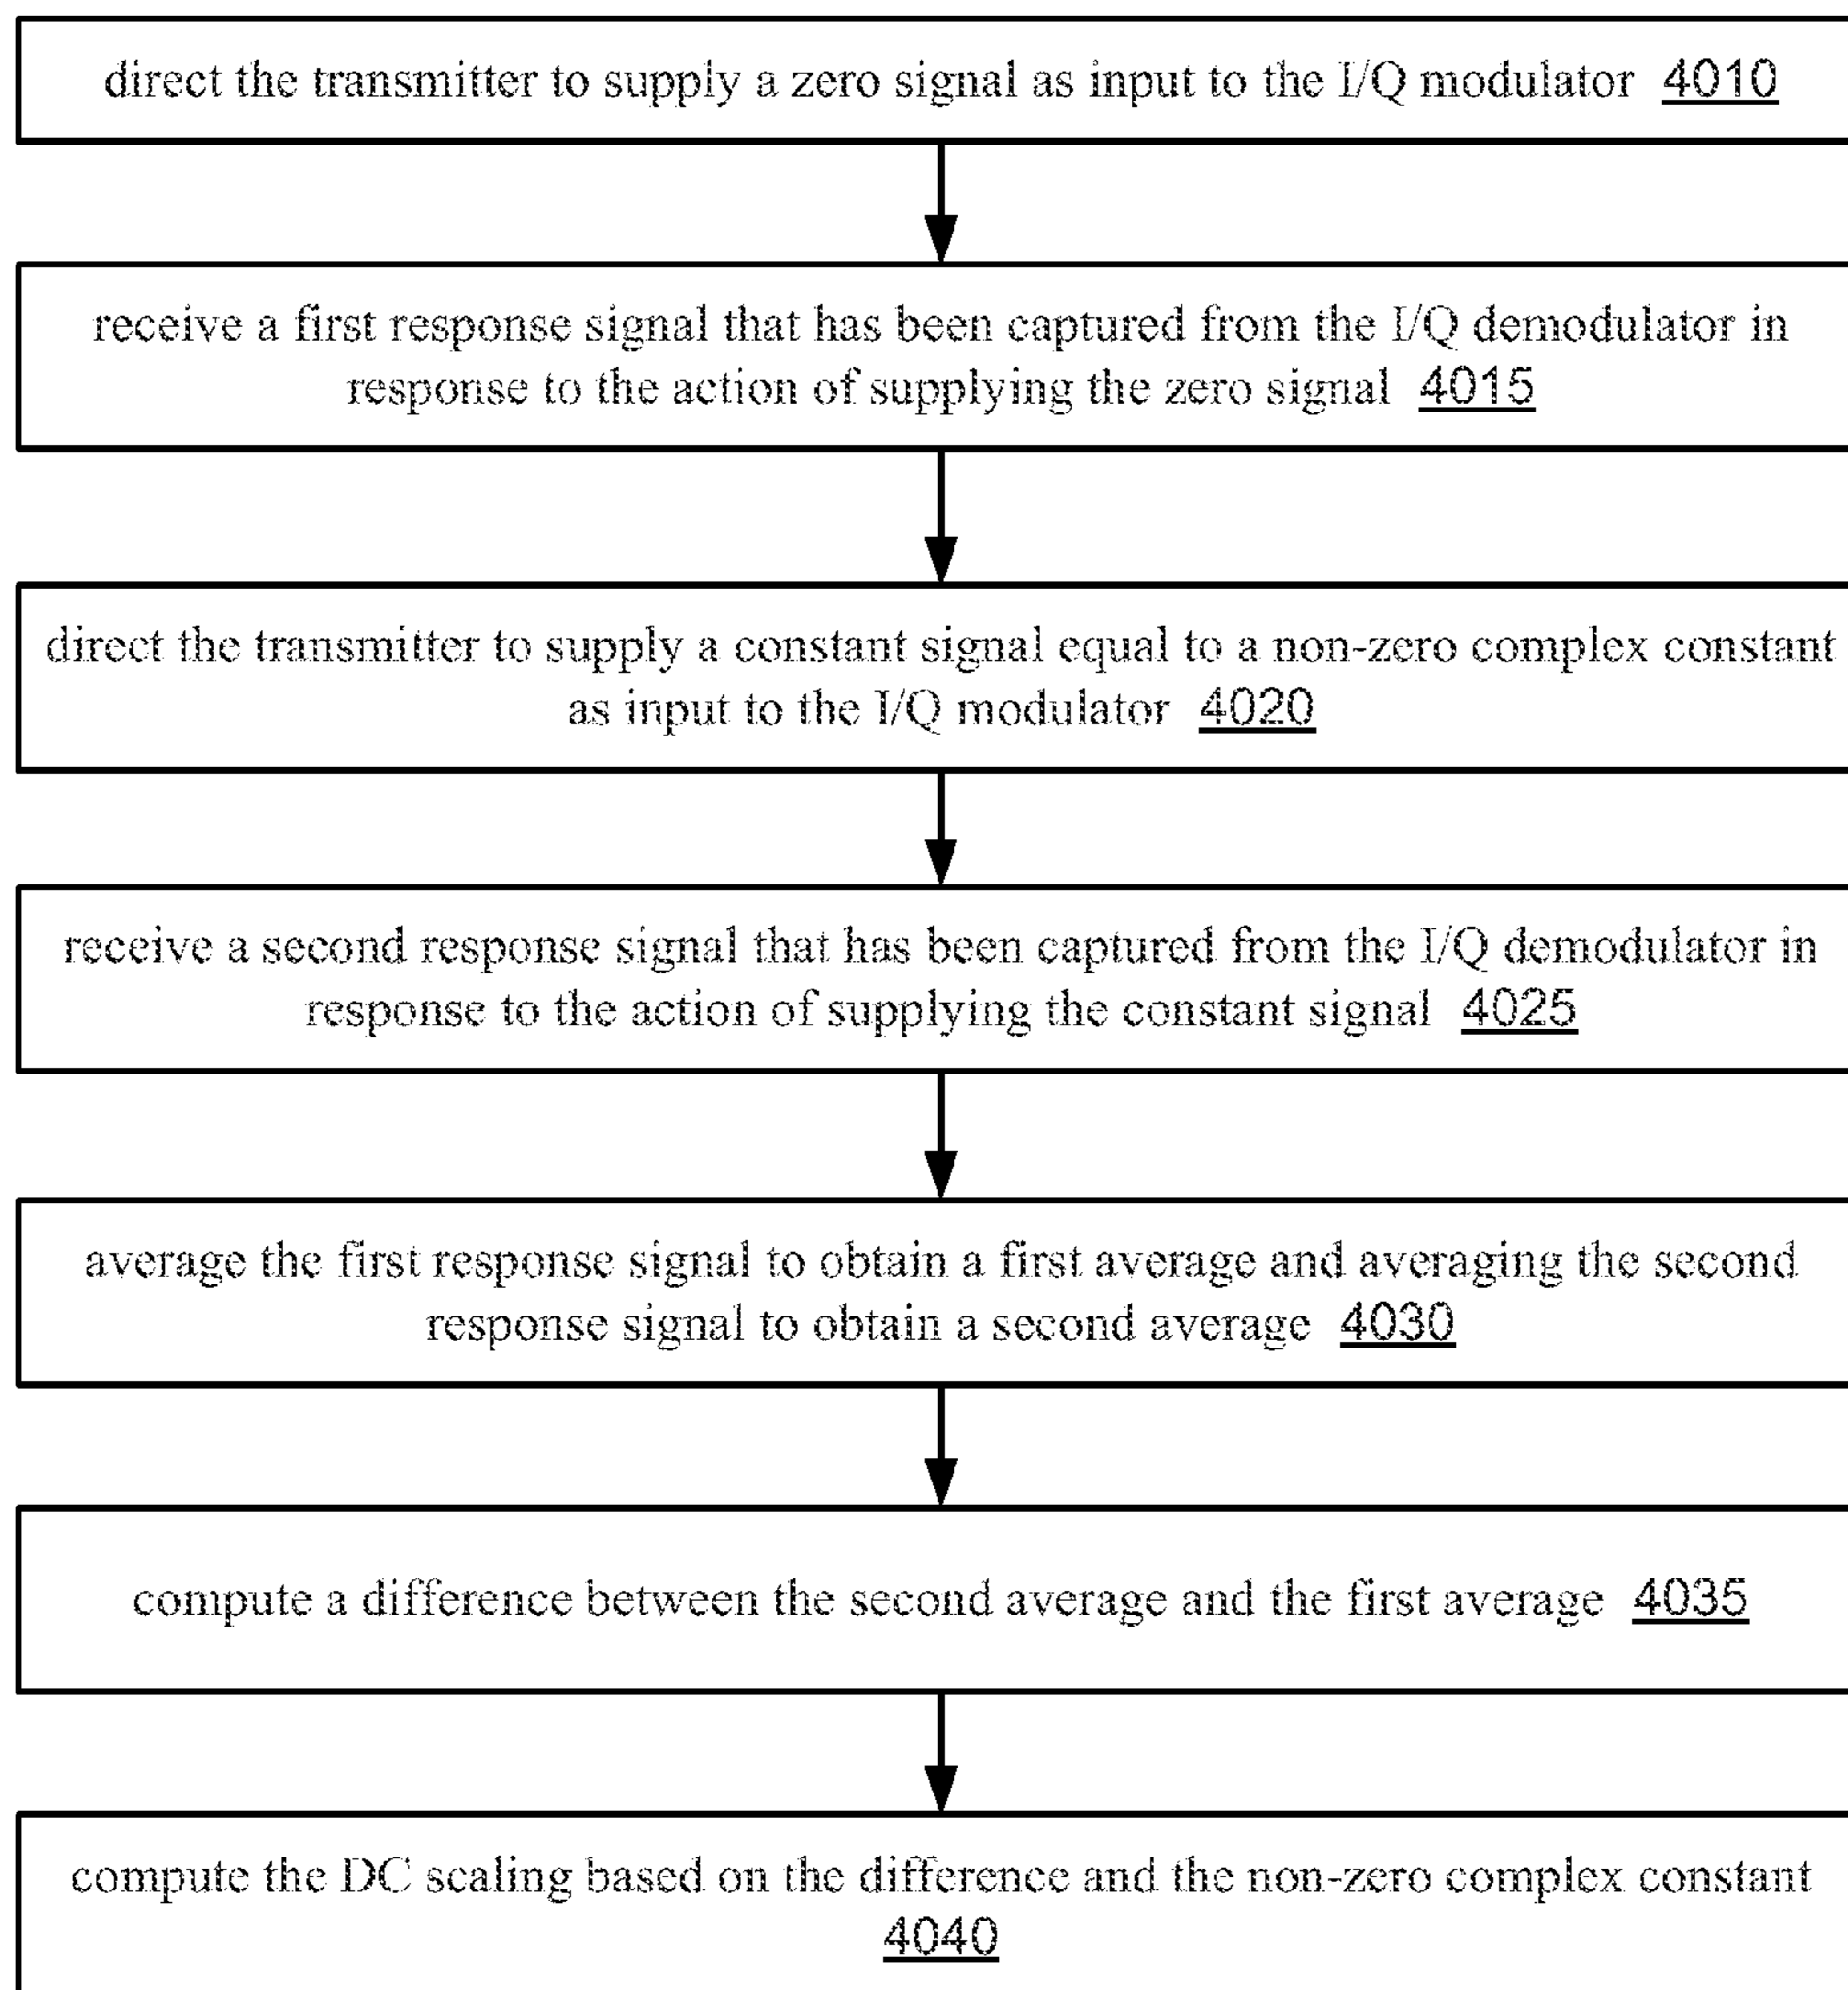 direct the transmitter to supply a zero signal as input to the I/Q modulator 4010
receive a first response signal that has been captured from the I/Q demodulator in
response to the action of supplying the zero signal 4015
direct the transmitter to supply a constant signal equal to a non-zero complex constant
as input to the I/Q modulator 4020
receive a second response signal that has been captured from the I/Q demodulator in
response to the action of supplying the constant signal 4025
average the first response signal to obtain a first average and averaging the second
response signal to obtain a second average 4030
compute a difference between the second average and the first average 4035
compute the DC scaling based on the difference and the non-zero complex constant
4040